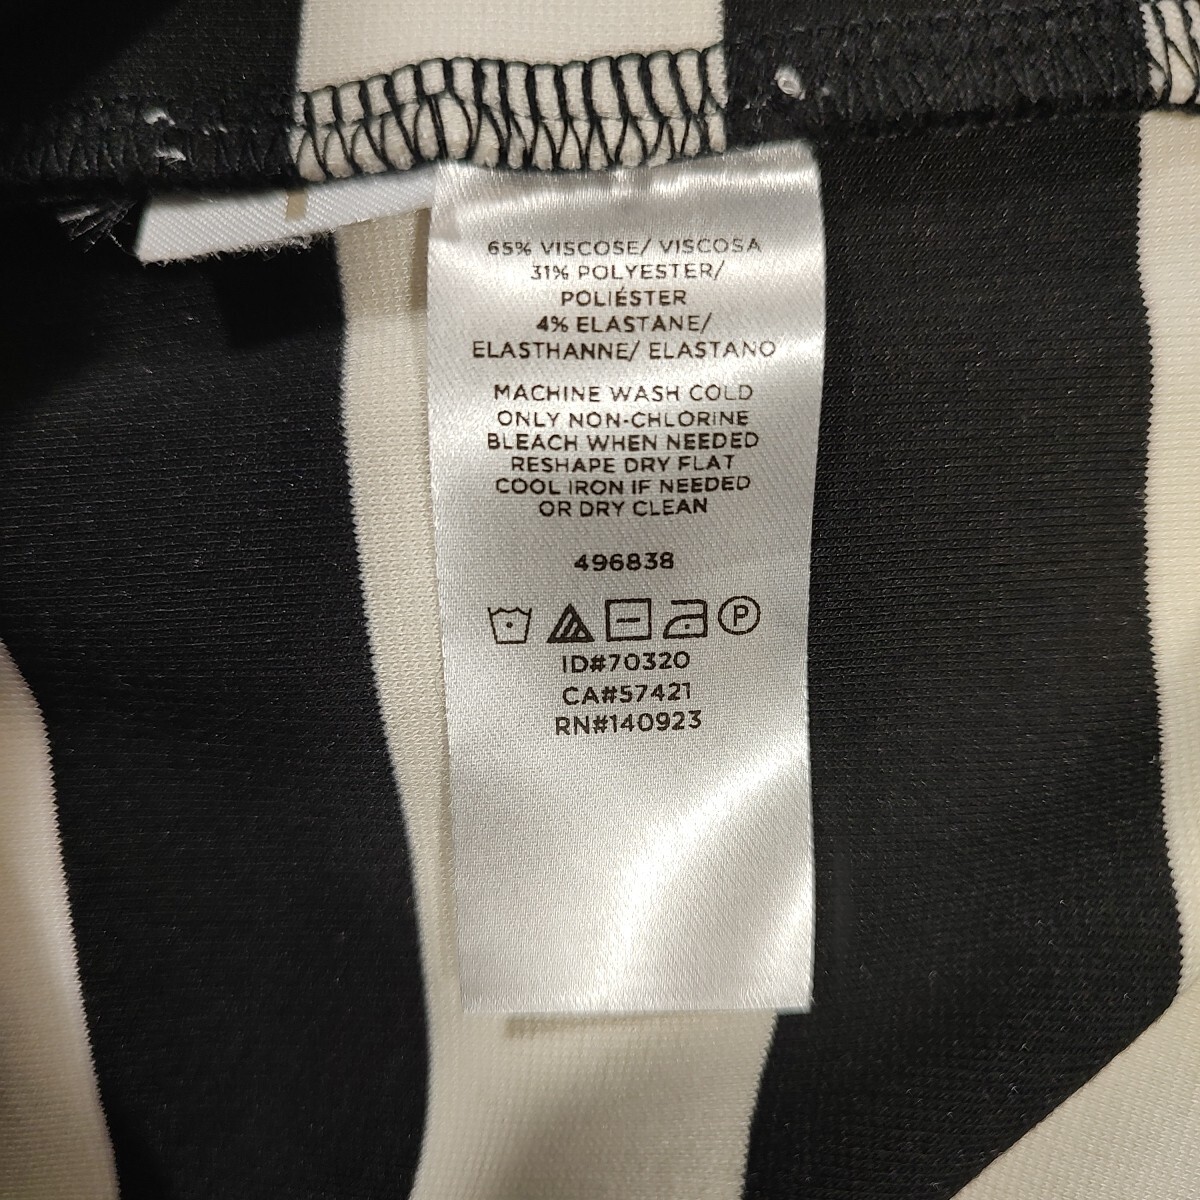 65% VISCOSE/ VISCOSA
31% POLYESTER/
POLIÉSTER
4% ELASTANE/
ELASTHANNE/ ELASTANO
MACHINE WASH COLD
ONLY NON-CHLORINE
BLEACH WHEN NEEDED
RESHAPE DRY FLAT
COOL IRON IF NEEDED
OR DRY CLEAN
496838
P
ID#70320
CA#57421
RN#140923